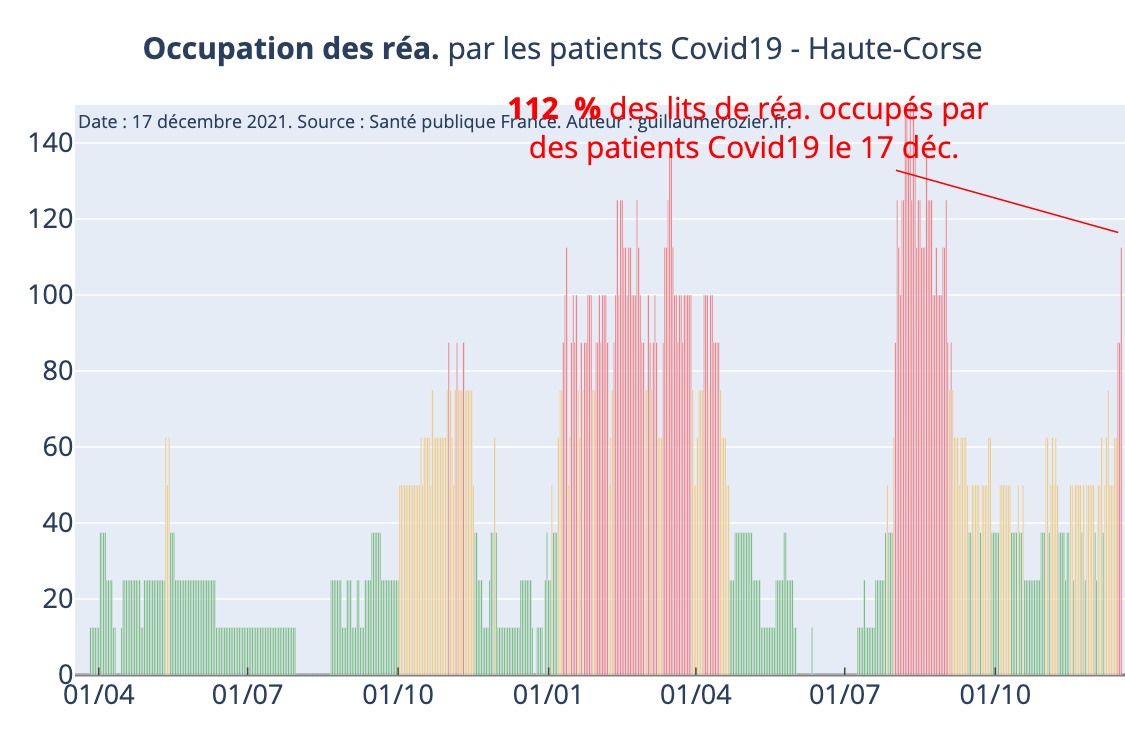 Occupation des réa. par les patients Covid19 - Haute-Corse
112 % des lits de réa. occupés par
Date : 17 décembre 2021. Source : Santé publique France. Auteur : guillaumerozier.fr.
des patients Covid19 le 17 déc.
140
120
100
80
60
40
20
0
01/04 01/07 01/10 01/01 01/04 01/07 01/10